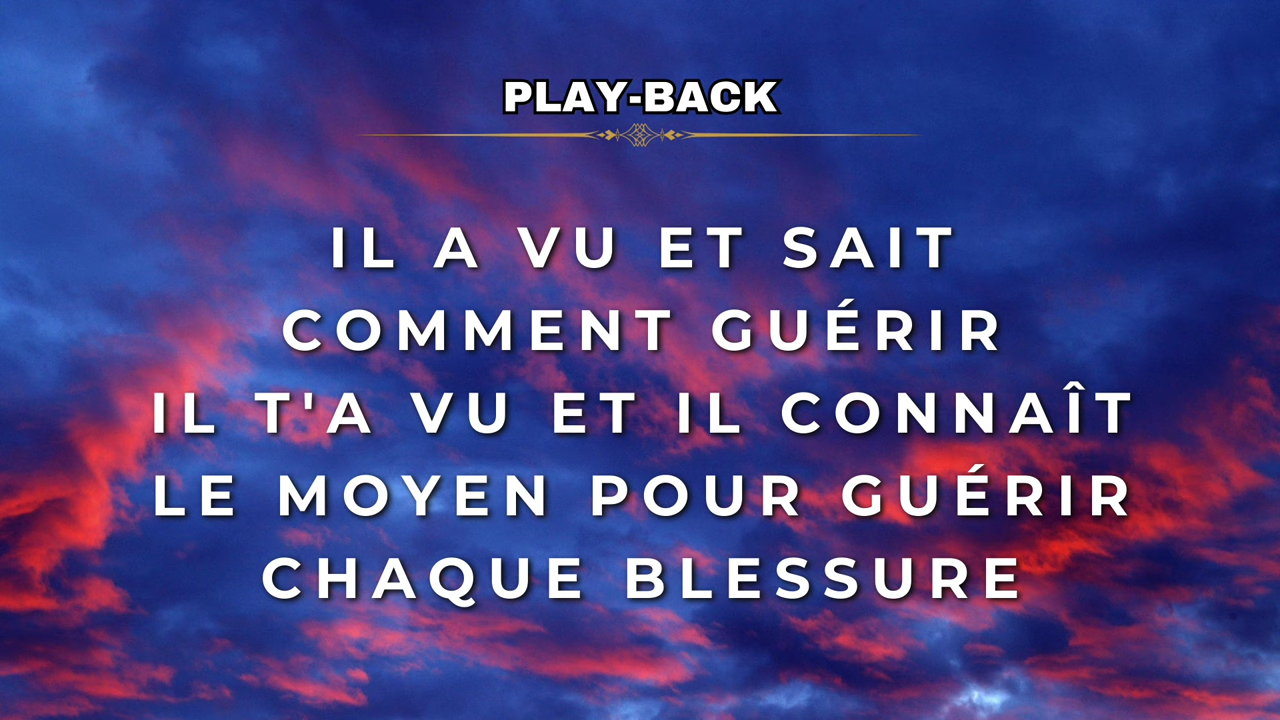 PLAY-BACK
IL A VU ET SAIT
COMMENT GUÉRIR
IL T'A VU ET IL CONNAÎT
LE MOYEN POUR GUÉRIR
CHAQUE BLESSURE